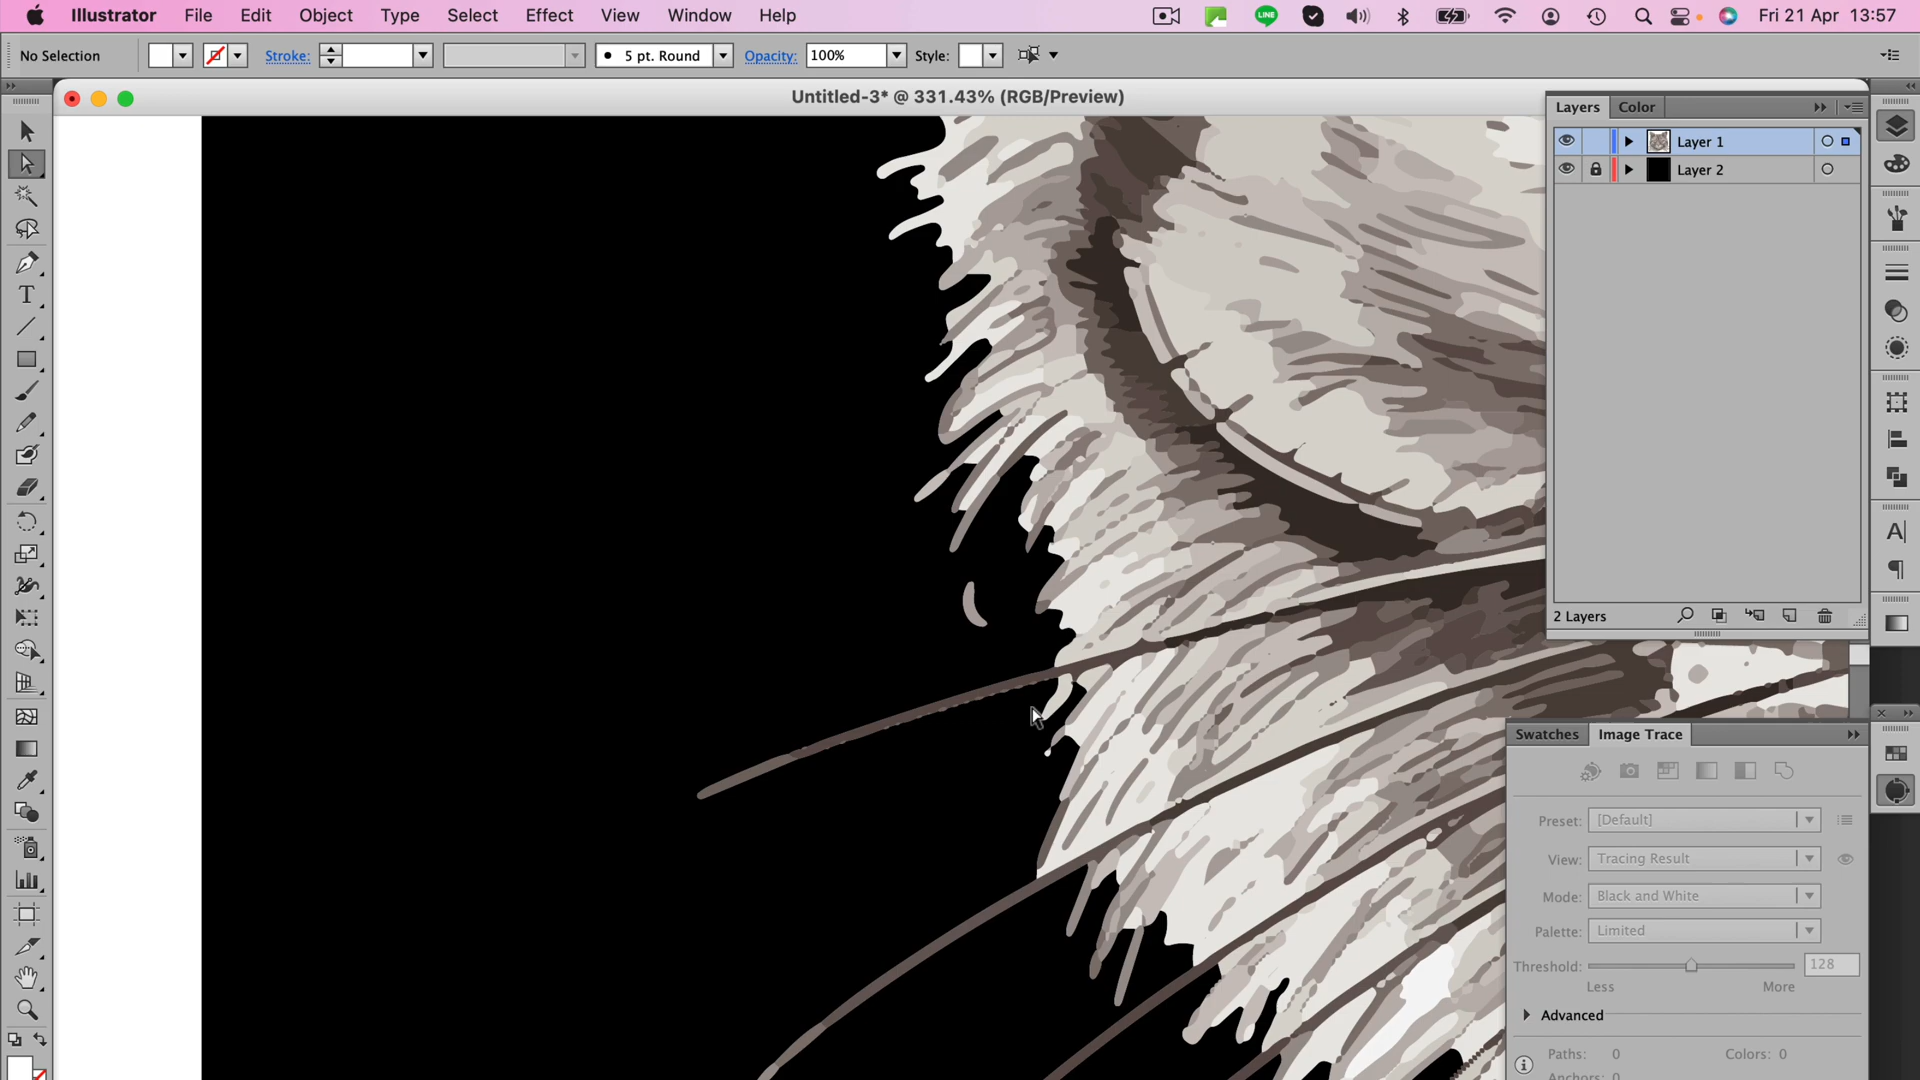 Illustrator File Edit Object Type Select Effect View Window Help LINE Fri 21 Apr 13:57
No Selection Stroke: 5 pt. Round Opacity: 100% Style:
Untitled-3* @ 331.43% (RGB/Preview)
Layers Color
Layer 1
Layer 2
2 Layers
Swatches Image Trace
Preset: [Default]
View: Tracing Result
Mode: Black and White
Palette: Limited
Threshold: 128
Less More
Advanced
Paths: 0 Colors: 0
Anchors: 0